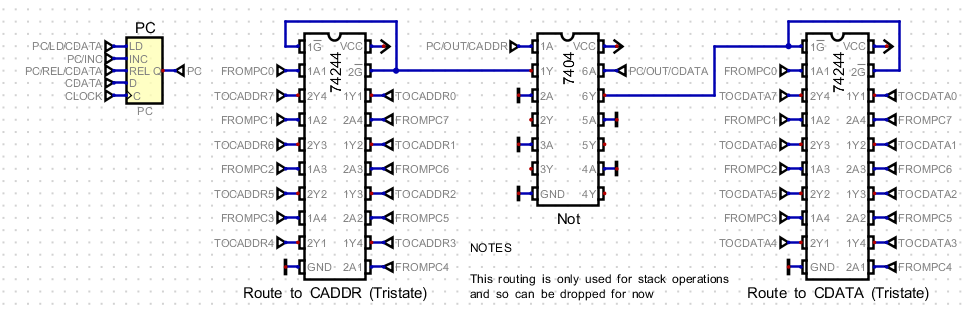 PC
PC/LD/CDATA LD
PC/INC INC
PC/RELCDATA REL Q PC
CDATA D
CLOCK C
PC
1G VCC
FROMPC0 1A1 2G
TOCADDR7 2Y4 1Y1 TOCADDR0
FROMPC1 1A2 2A4 FROMPC7
TOCADDR6 2Y3 1Y2 TOCADDR1
FROMPC2 1A3 2A3 FROMPC6
TOCADDR5 2Y2 1Y3 TOCADDR2
FROMPC3 1A4 2A2 FROMPC5
TOCADDR4 2Y1 1Y4 TOCADDR3
GND 2A1 FROMPC4
74244
Route to CADDR (Tristate)
PC/OUT/CADDR 1A VCC
1Y 6A PC/OUT/CDATA
2A 6Y
2Y 5A
3A 5Y
3Y 4A
GND 4Y
7404
Not
NOTES
This routing is only used for stack operations
and so can be dropped for now
1G VCC
FROMPC0 1A1 2G
TOCDATA7 2Y4 1Y1 TOCDATA0
FROMPC1 1A2 2A4 FROMPC7
TOCDATA6 2Y3 1Y2 TOCDATA1
FROMPC2 1A3 2A3 FROMPC6
TOCDATA5 2Y2 1Y3 TOCDATA2
FROMPC3 1A4 2A2 FROMPC5
TOCDATA4 2Y1 1Y4 TOCDATA3
GND 2A1 FROMPC4
74244
Route to CDATA (Tristate)